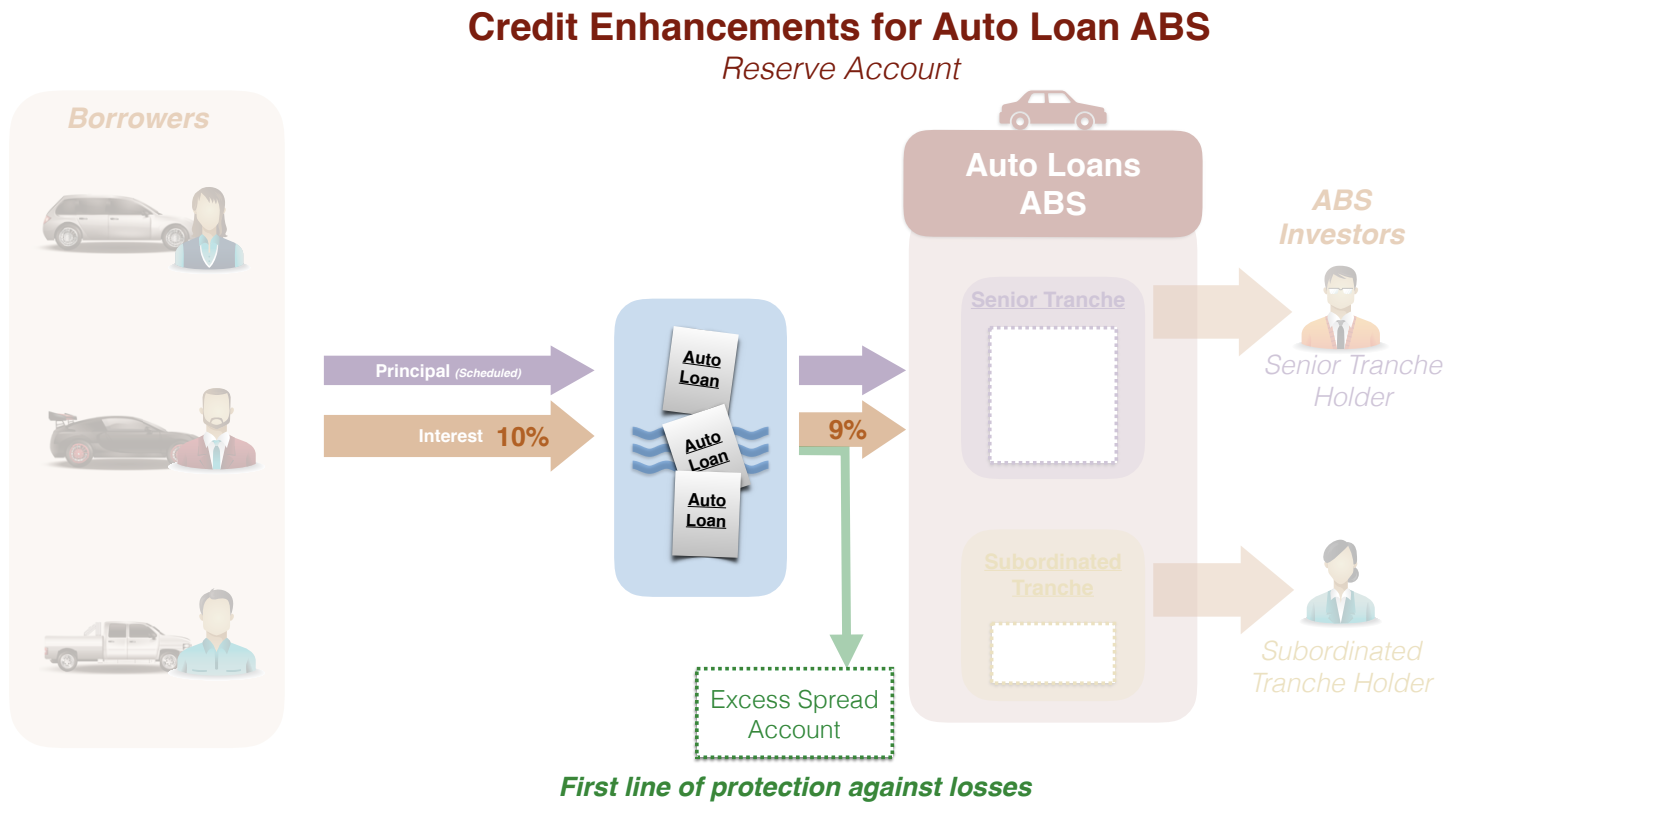 Credit Enhancements for Auto Loan ABS
Reserve Account
Borrowers
Auto Loans
ABS
ABS
Investors
Senior Tranche
Senior Tranche
Holder
Principal (Scheduled)
Interest 10%
Auto
Loan
Auto
Loan
Auto
Loan
9%
Subordinated
Tranche
Subordinated
Tranche Holder
Excess Spread
Account
First line of protection against losses